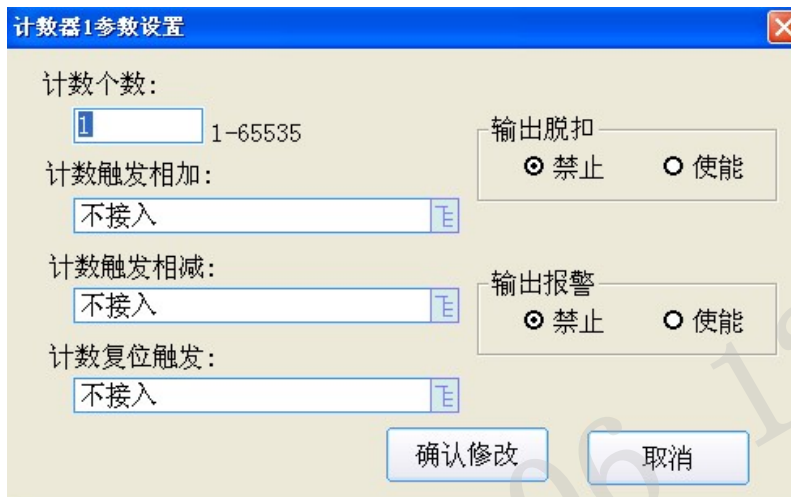 计数器1参数设置
计数个数:
1
1-65535
计数触发相加:
不接入
计数触发相减:
不接入
计数复位触发:
不接入
输出脱扣
禁止
使能
输出报警
禁止
使能
确认修改
取消